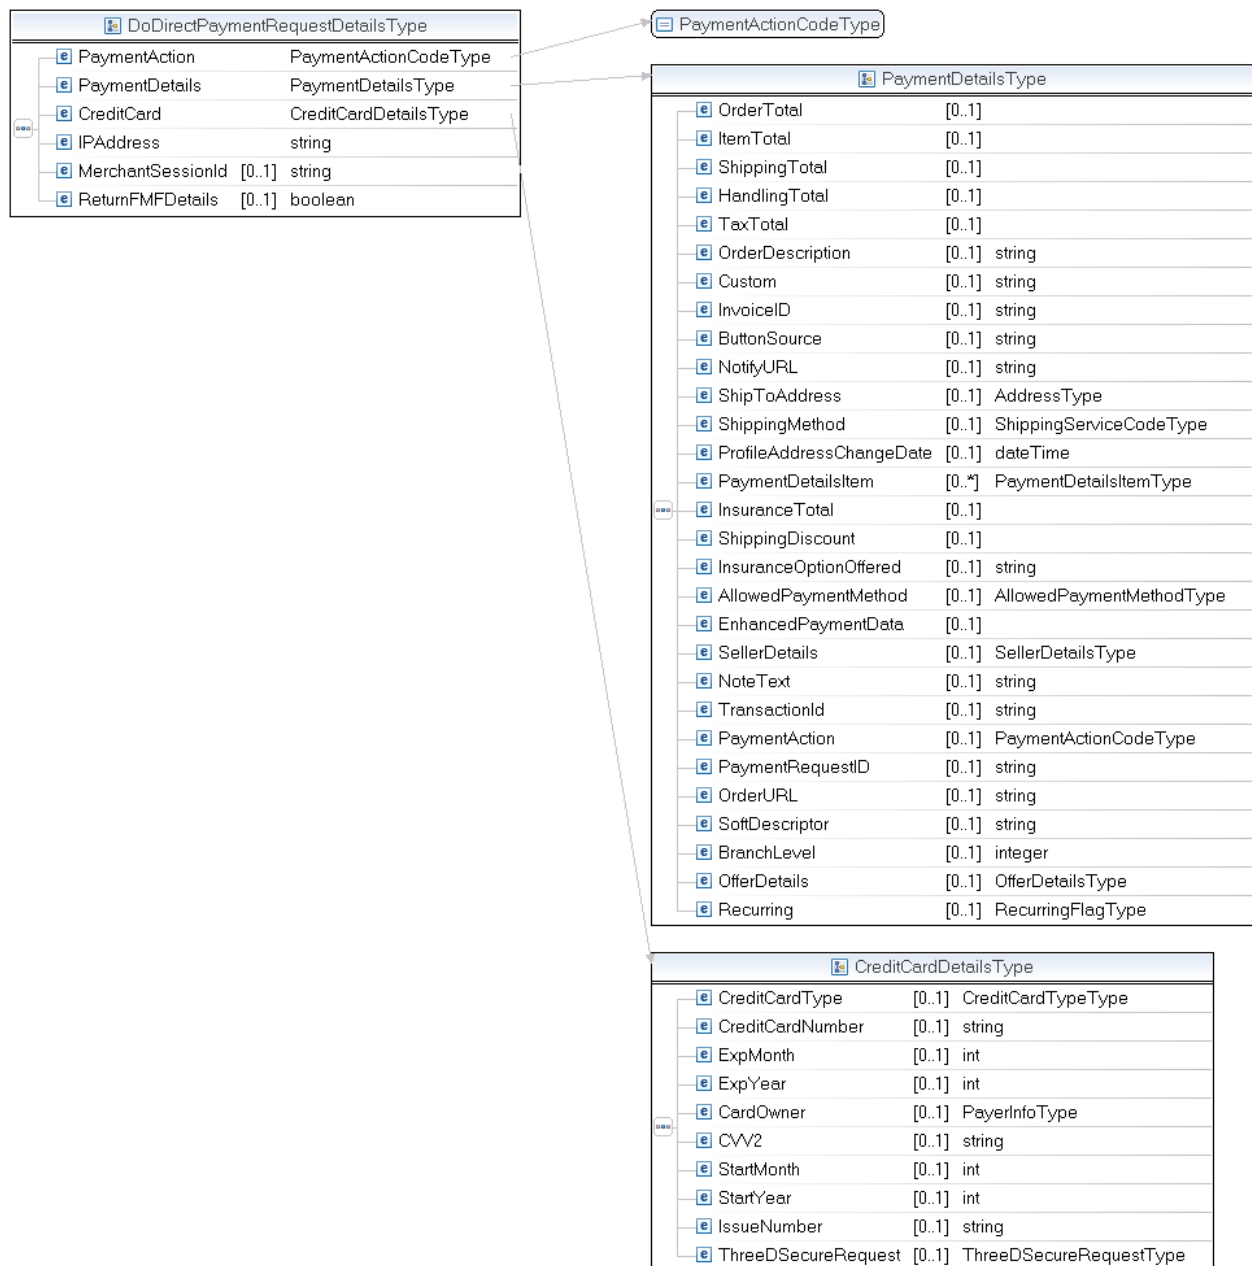 DoDirectPaymentRequestDetailsType
PaymentAction PaymentActionCodeType
PaymentDetails PaymentDetailsType
CreditCard CreditCardDetailsType
IPAddress string
MerchantSessionId [0..1] string
ReturnFMFDetails [0..1] boolean
PaymentActionCodeType
PaymentDetailsType
OrderTotal [0..1]
ItemTotal [0..1]
ShippingTotal [0..1]
HandlingTotal [0..1]
TaxTotal [0..1]
OrderDescription [0..1] string
Custom [0..1] string
InvoiceID [0..1] string
ButtonSource [0..1] string
NotifyURL [0..1] string
ShipToAddress [0..1] AddressType
ShippingMethod [0..1] ShippingServiceCodeType
ProfileAddressChangeDate [0..1] dateTime
PaymentDetailsItem [0..*] PaymentDetailsItemType
InsuranceTotal [0..1]
ShippingDiscount [0..1]
InsuranceOptionOffered [0..1] string
AllowedPaymentMethod [0..1] AllowedPaymentMethodType
EnhancedPaymentData [0..1]
SellerDetails [0..1] SellerDetailsType
NoteText [0..1] string
TransactionId [0..1] string
PaymentAction [0..1] PaymentActionCodeType
PaymentRequestID [0..1] string
OrderURL [0..1] string
SoftDescriptor [0..1] string
BranchLevel [0..1] integer
OfferDetails [0..1] OfferDetailsType
Recurring [0..1] RecurringFlagType
CreditCardDetailsType
CreditCardType [0..1] CreditCardTypeType
CreditCardNumber [0..1] string
ExpMonth [0..1] int
ExpYear [0..1] int
CardOwner [0..1] PayerInfoType
CVV2 [0..1] string
StartMonth [0..1] int
StartYear [0..1] int
IssueNumber [0..1] string
ThreeDSecureRequest [0..1] ThreeDSecureRequestType